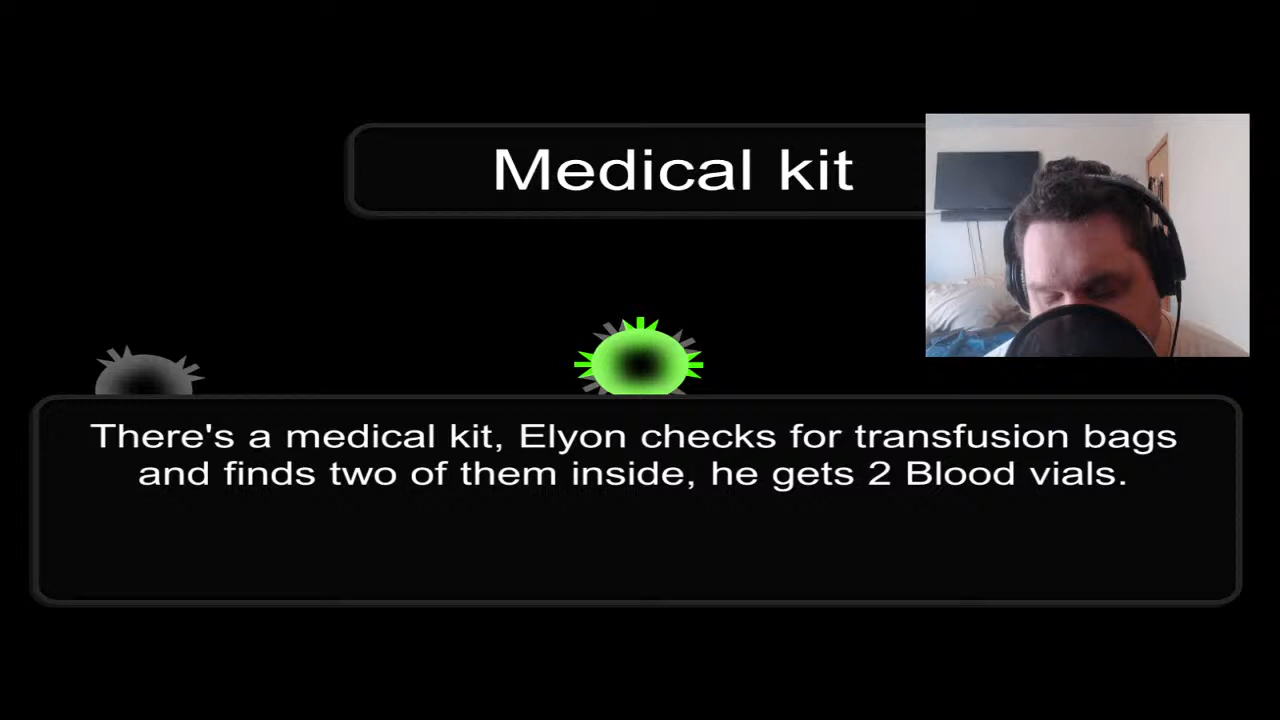 Medical kit
There's a medical kit, Elyon checks for transfusion bags
and finds two of them inside, he gets 2 Blood vials.